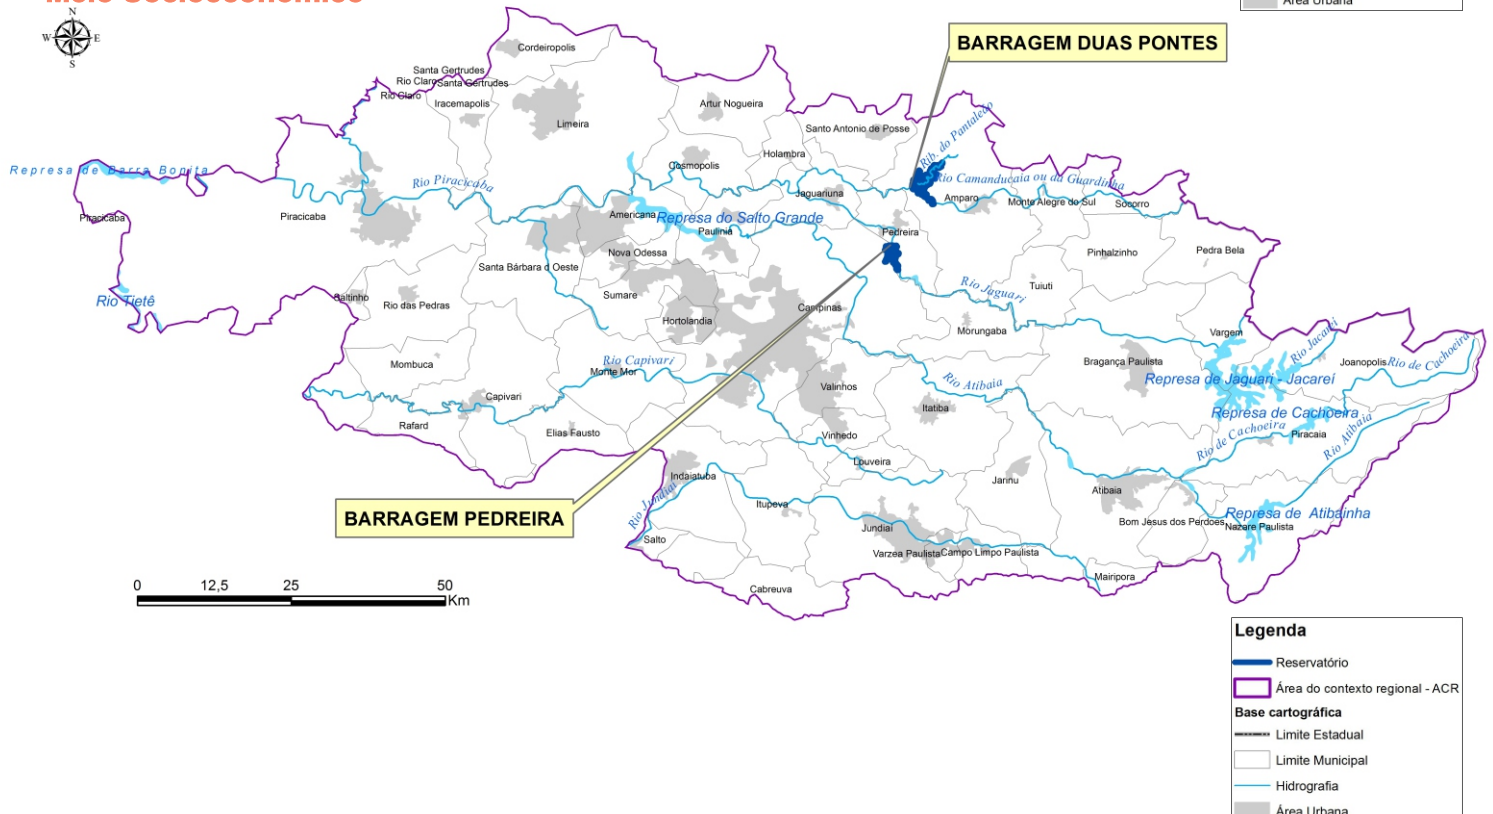 Meio Socioeconômico
Área Urbana
N
W
E
S
BARRAGEM DUAS PONTES
Cordeiropolis
Santa Gertrudes
Rio Claro
Santa Gertrudes
Rio Claro
Iracemapolis
Limeira
Artur Nogueira
Santo Antonio de Posse
Rib. do Pantaleão
Holambra
Cosmopolis
Represa de Barra Bonita
Rio Piracicaba
Jaguariuna
Rio Camanducaia ou da Guardinha
Amparo
Monte Alegre do Sul
Socorro
Piracicaba
Piracicaba
Americana
Represa do Salto Grande
Paulinia
Pedreira
Nova Odessa
Pinhalzinho
Pedra Bela
Santa Bárbara d Oeste
Sumare
Tuiuti
Rio Jaguari
Rio Tietê
Saltinho
Rio das Pedras
Campinas
Hortolandia
Morungaba
Vargem
Rio Jacareí
Mombuca
Rio Capivari
Monte Mor
Bragança Paulista
Joanopolis
Rio de Cachoeira
Represa de Jaguari - Jacareí
Valinhos
Rio Atibaia
Capivari
Itatiba
Represa de Cachoeira
Rafard
Elias Fausto
Vinhedo
Rio de Cachoeira
Piracaia
Rio Atibaia
Louveira
Indaiatuba
Jarinu
Atibaia
Rio Jundiaí
Itupeva
BARRAGEM PEDREIRA
Represa de Atibainha
Bom Jesus dos Perdoes
Nazare Paulista
Jundiaí
Salto
Varzea Paulista
Campo Limpo Paulista
Mairipora
Cabreuva
0 12,5 25 50
Km
Legenda
Reservatório
Área do contexto regional - ACR
Base cartográfica
Limite Estadual
Limite Municipal
Hidrografia
Área Urbana